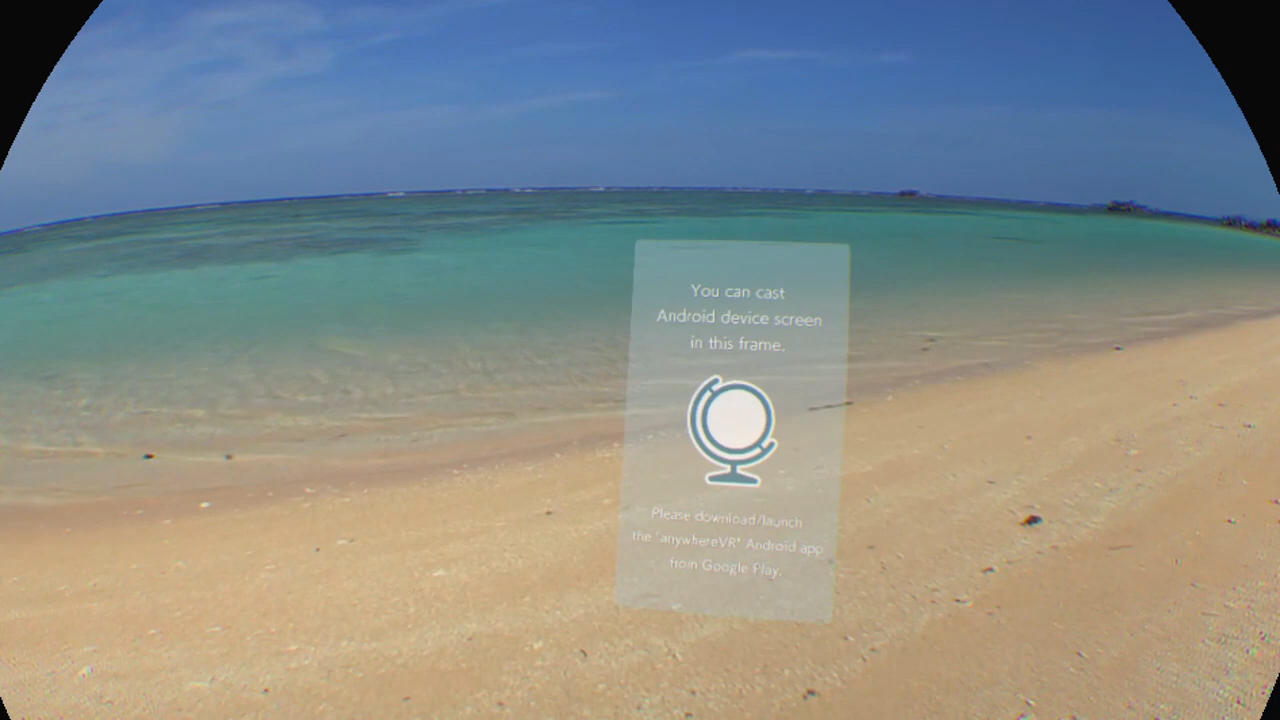 You can cast
Android device screen
in this frame.
Please download/launch
the "anywhereVR" Android app
from Google Play.